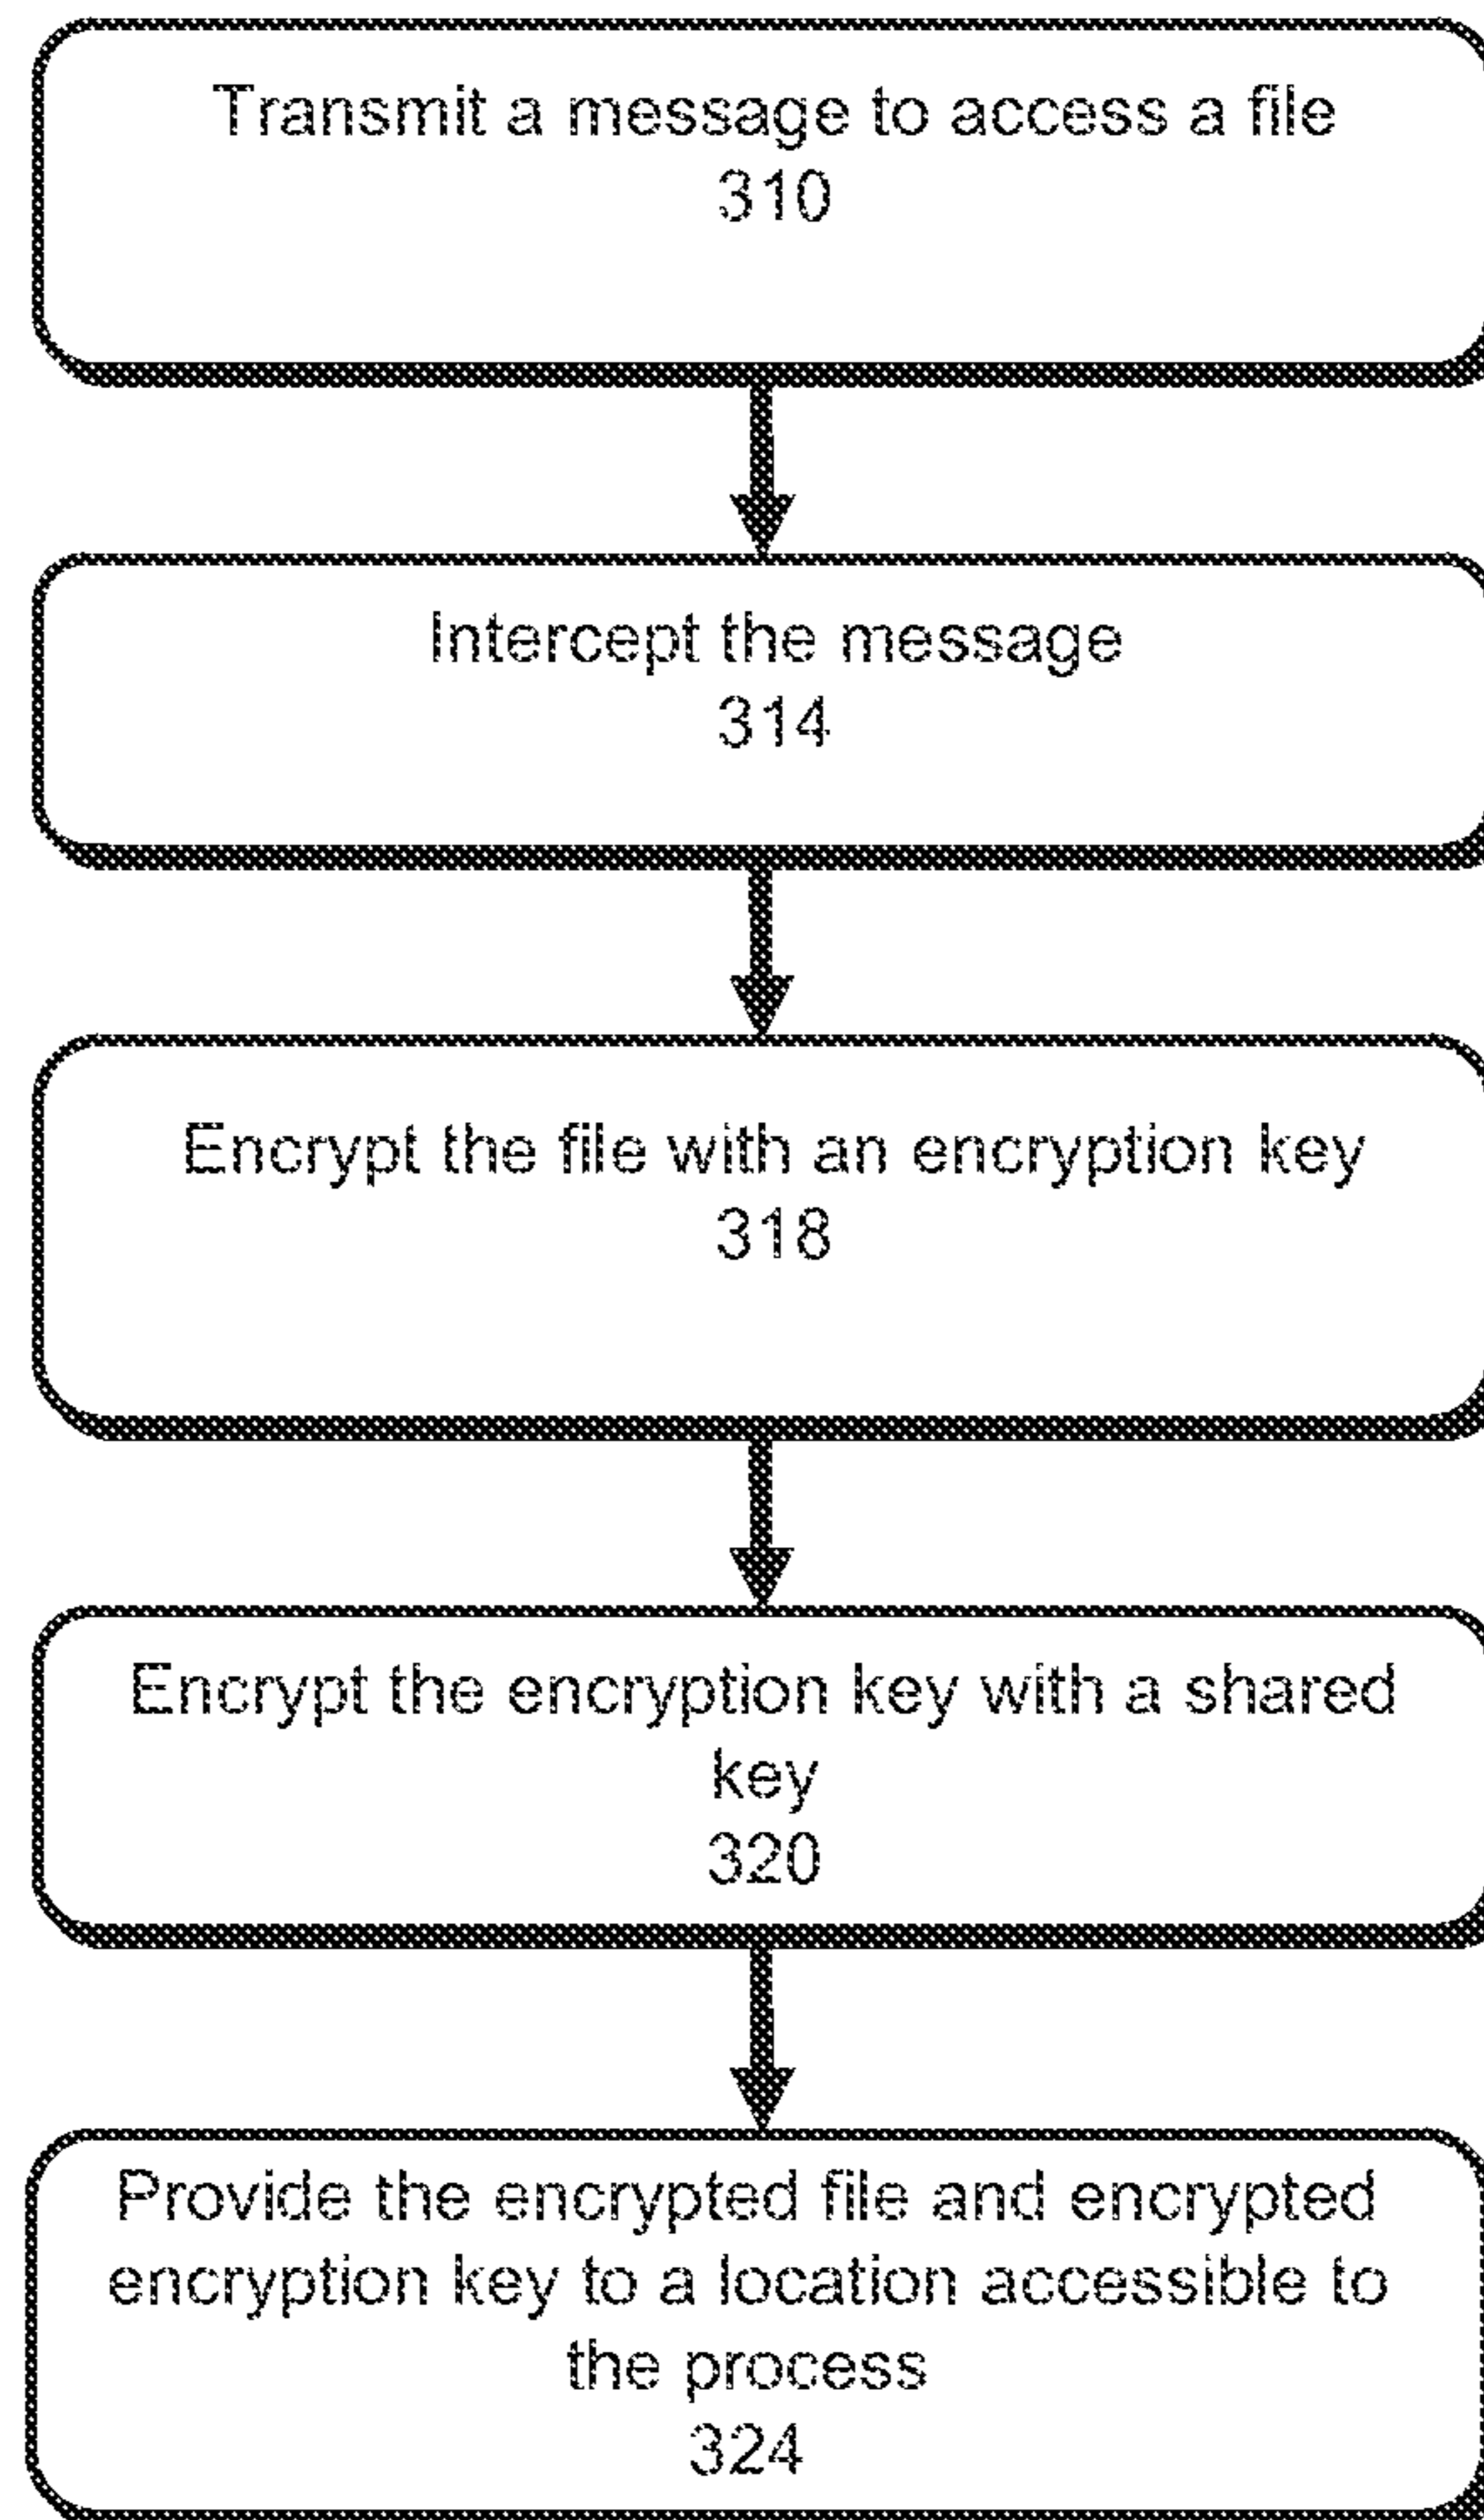 Transmit a message to access a file
310
Intercept the message
314
Encrypt the file with an encryption key
318
Encrypt the encryption key with a shared
key
320
Provide the encrypted file and encrypted
encryption key to a location accessible to
the process
324